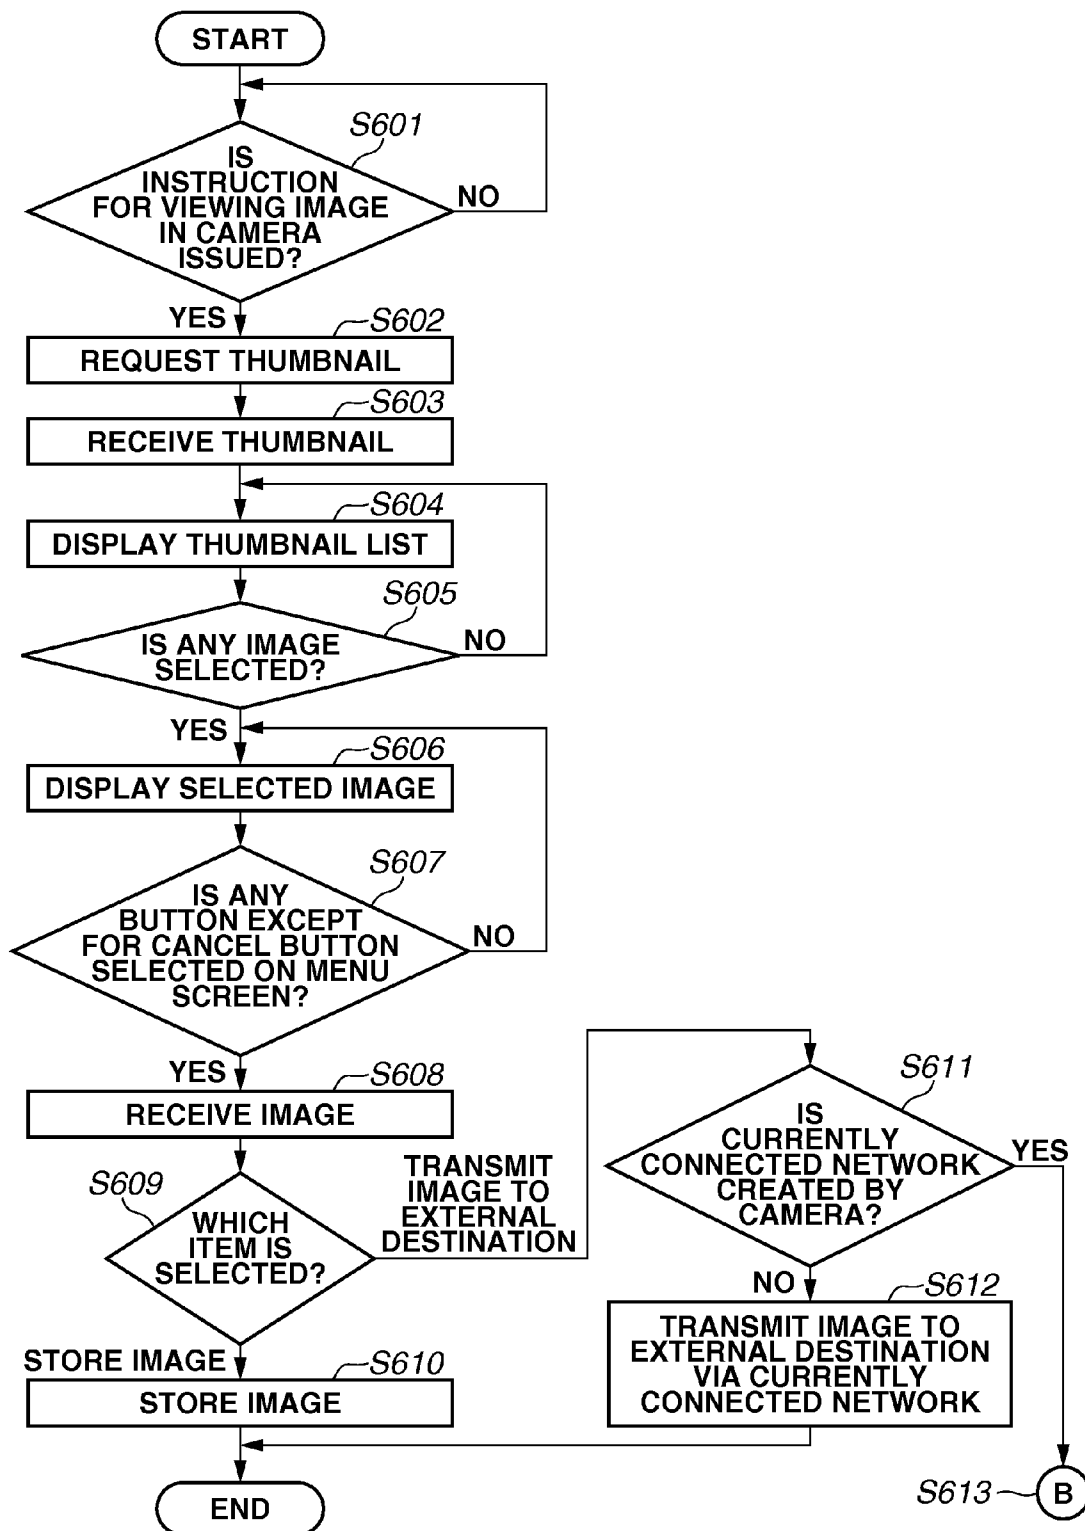 START
S601
IS
INSTRUCTION
FOR VIEWING IMAGE
IN CAMERA
ISSUED?
NO
YES
S602
REQUEST THUMBNAIL
S603
RECEIVE THUMBNAIL
S604
DISPLAY THUMBNAIL LIST
S605
IS ANY IMAGE
SELECTED?
NO
YES
S606
DISPLAY SELECTED IMAGE
S607
IS ANY
BUTTON EXCEPT
FOR CANCEL BUTTON
SELECTED ON MENU
SCREEN?
NO
YES
S608
RECEIVE IMAGE
S609
WHICH
ITEM IS
SELECTED?
TRANSMIT
IMAGE TO
EXTERNAL
DESTINATION
STORE IMAGE
S610
STORE IMAGE
S611
IS
CURRENTLY
CONNECTED NETWORK
CREATED BY
CAMERA?
YES
NO
S612
TRANSMIT IMAGE TO
EXTERNAL DESTINATION
VIA CURRENTLY
CONNECTED NETWORK
END
S613
B